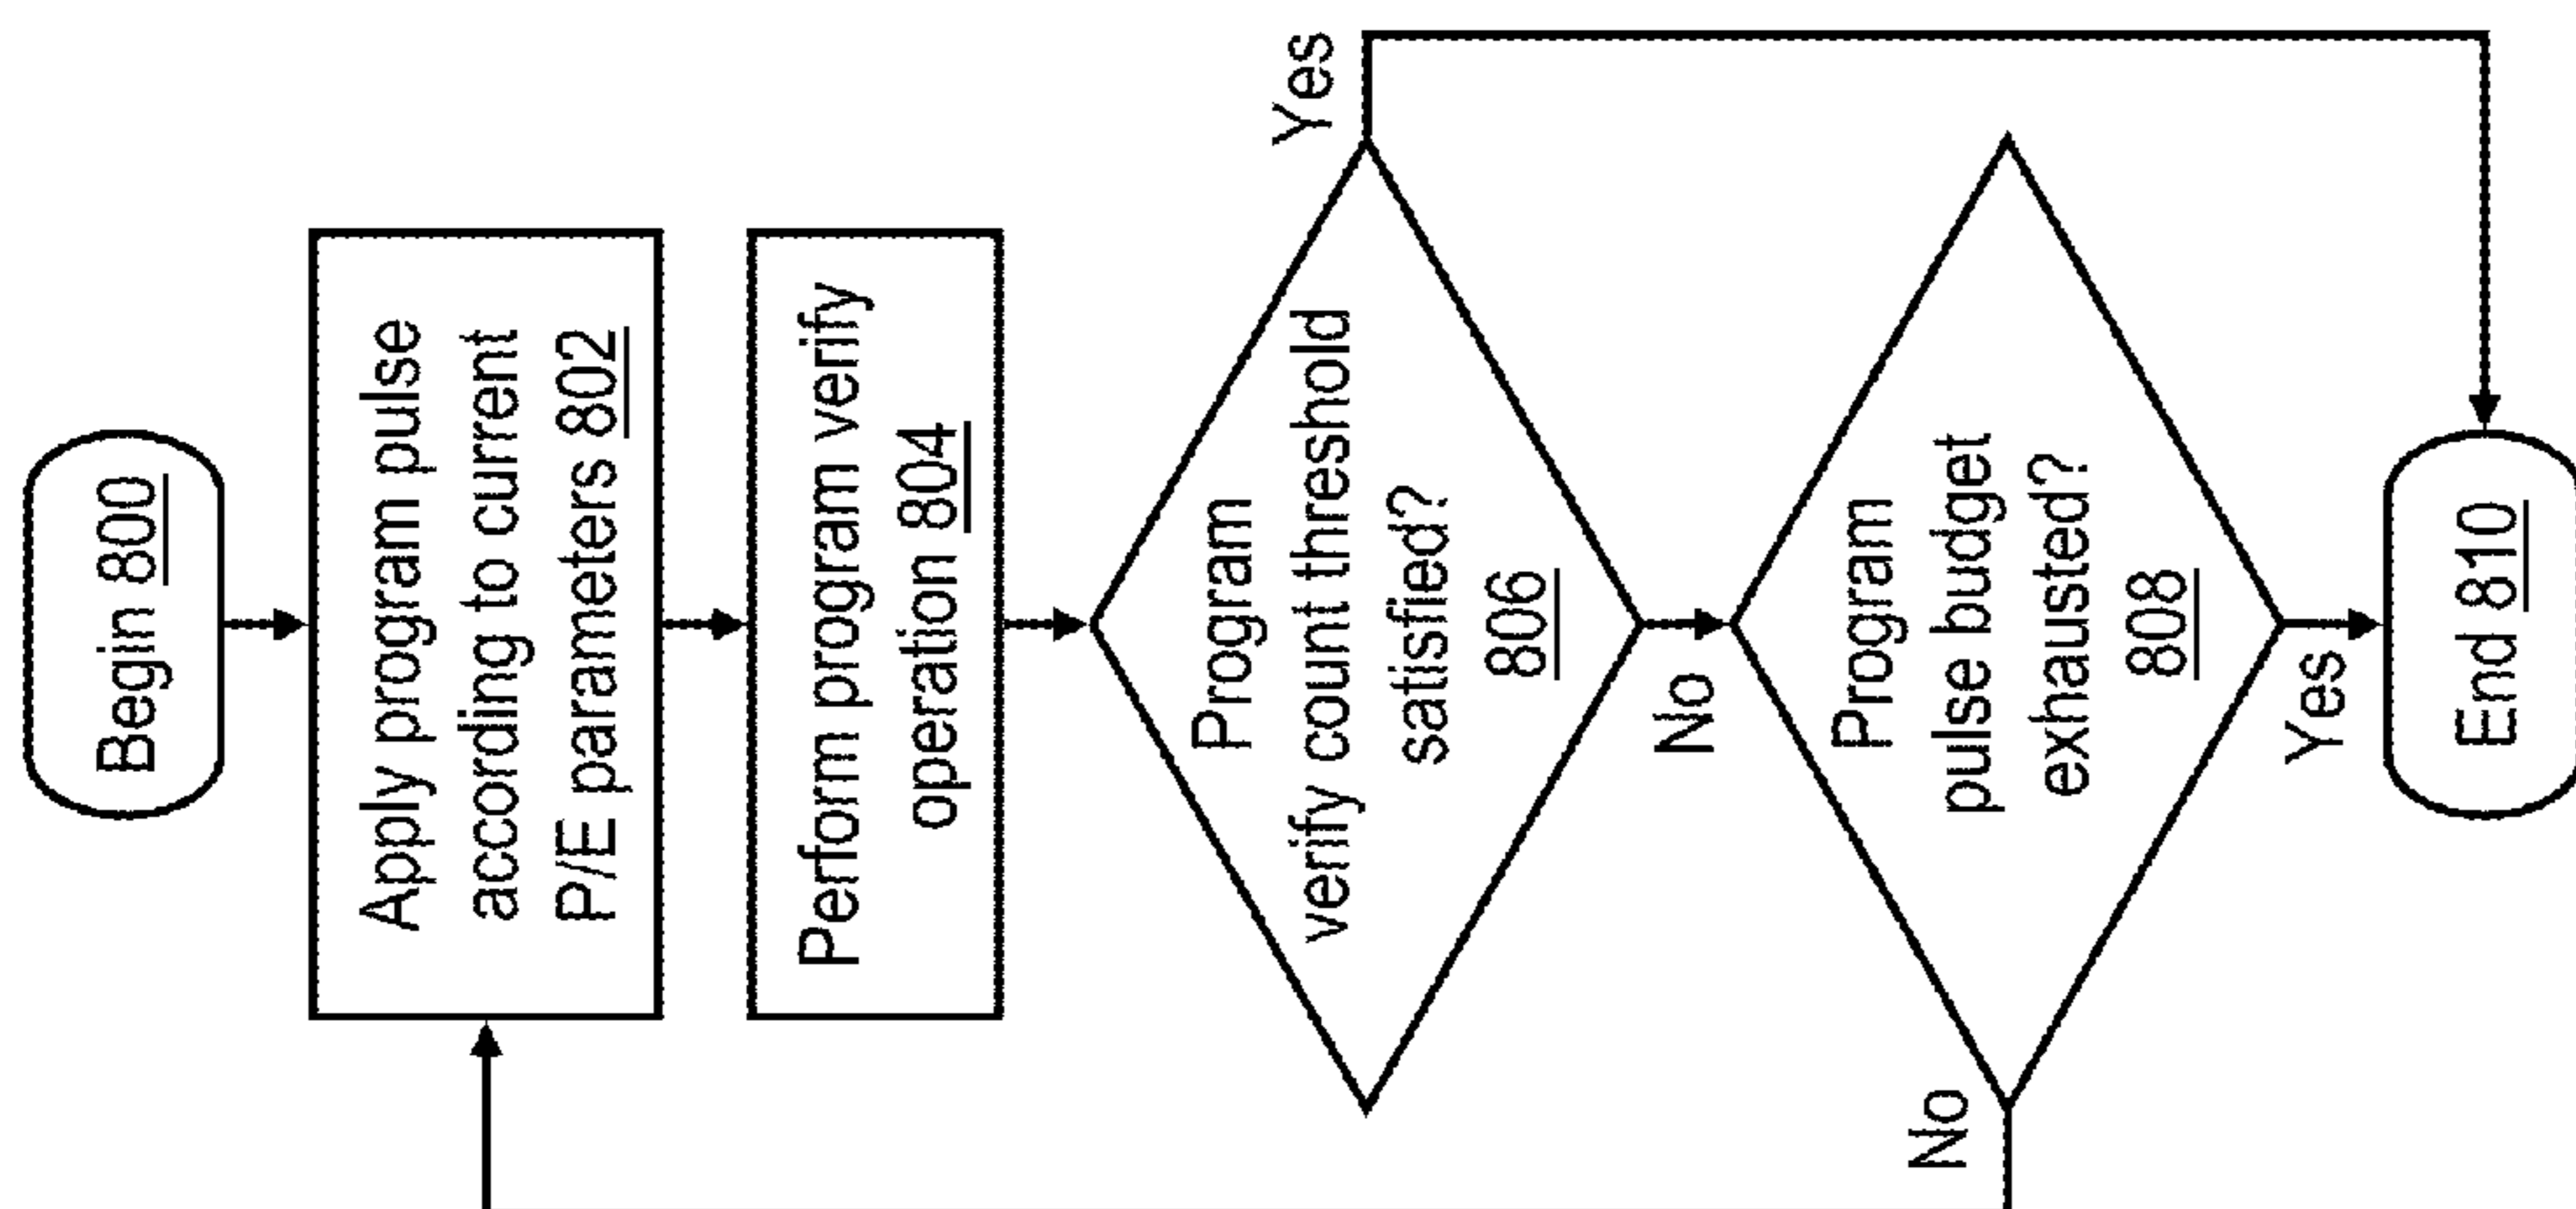 Begin 800
Apply program pulse
according to current
P/E parameters 802
Perform program verify
operation 804
Program
verify count threshold
satisfied?
806
Yes
No
Program
pulse budget
exhausted?
808
No
Yes
End 810